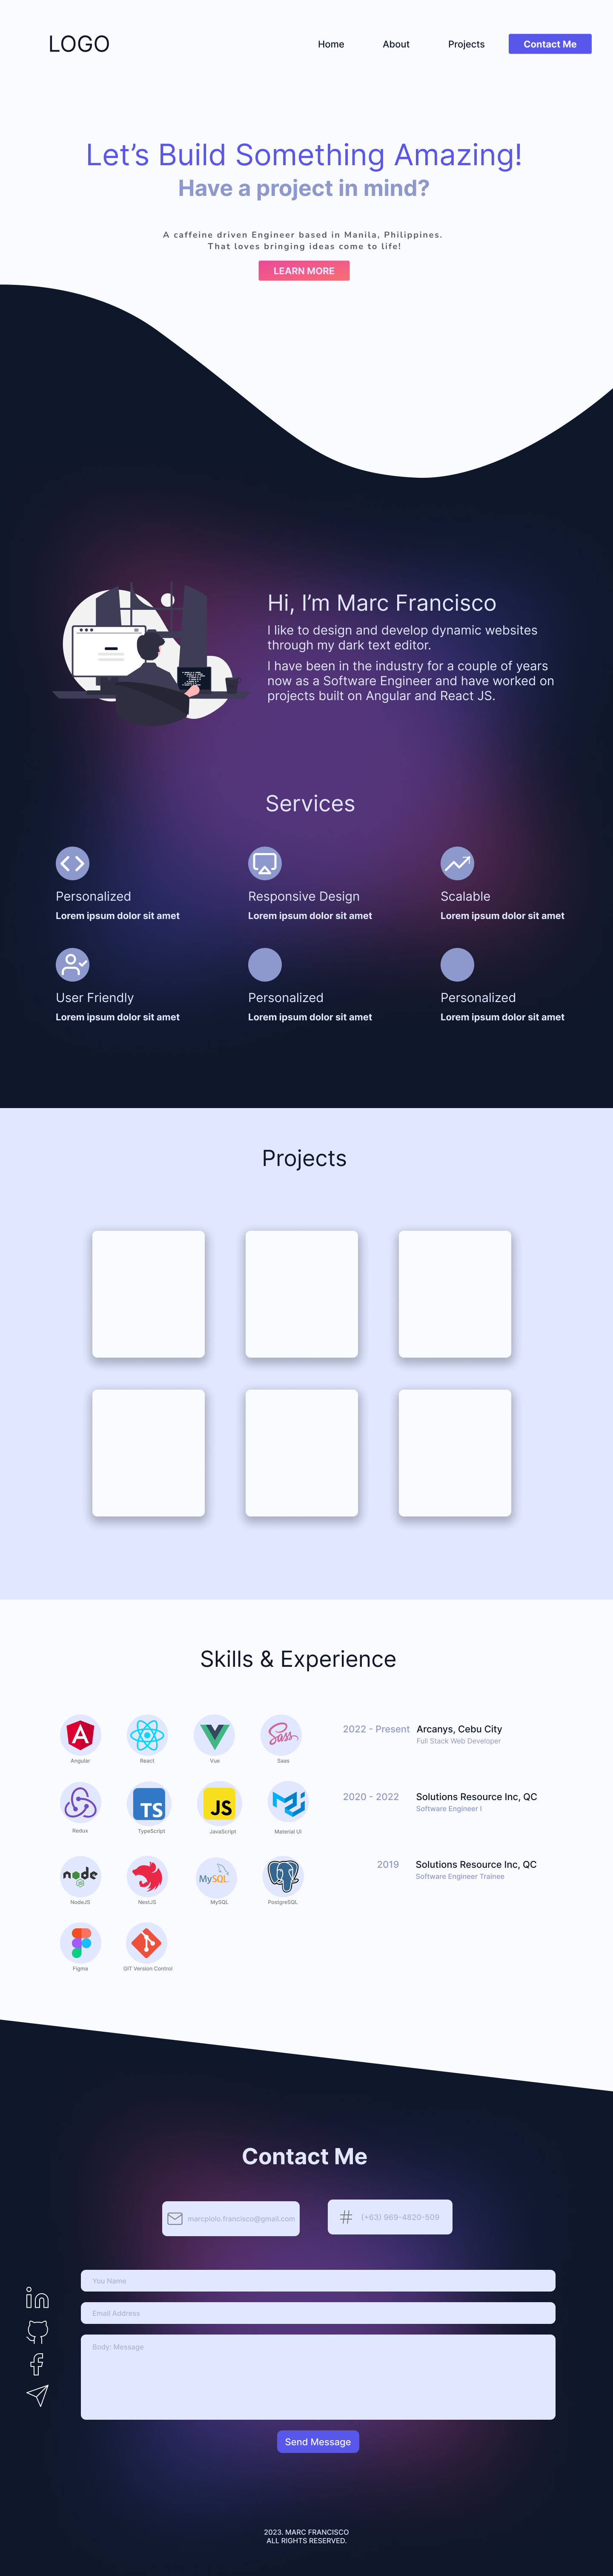 LOGO
Home
About
Projects
Contact Me
Let's Build Something Amazing!
Have a project in mind?
A caffeine driven Engineer based in Manila, Philippines.
That loves bringing ideas come to life!
LEARN MORE
Hi, I'm Marc Francisco
I like to design and develop dynamic websites
through my dark text editor.
I have been in the industry for a couple of years
now as a Software Engineer and have worked on
projects built on Angular and React JS.
Services
Personalized
Lorem ipsum dolor sit amet
Responsive Design
Lorem ipsum dolor sit amet
Scalable
Lorem ipsum dolor sit amet
User Friendly
Lorem ipsum dolor sit amet
Personalized
Lorem ipsum dolor sit amet
Personalized
Lorem ipsum dolor sit amet
Projects
Skills & Experience
A
Angular
React
Vue
Sass
Saas
Redux
TS
TypeScript
JS
JavaScript
Material UI
node
JS
NodeJS
NestJS
MySQL
MySQL
PostgreSQL
Figma
GIT Version Control
2022 - Present
Arcanys, Cebu City
Full Stack Web Developer
2020 - 2022
Solutions Resource Inc, QC
Software Engineer I
2019
Solutions Resource Inc, QC
Software Engineer Trainee
Contact Me
marcpiolo.francisco@gmail.com
(+63) 969-4820-509
You Name
Email Address
Body: Message
in
f
Send Message
2023. MARC FRANCISCO
ALL RIGHTS RESERVED.